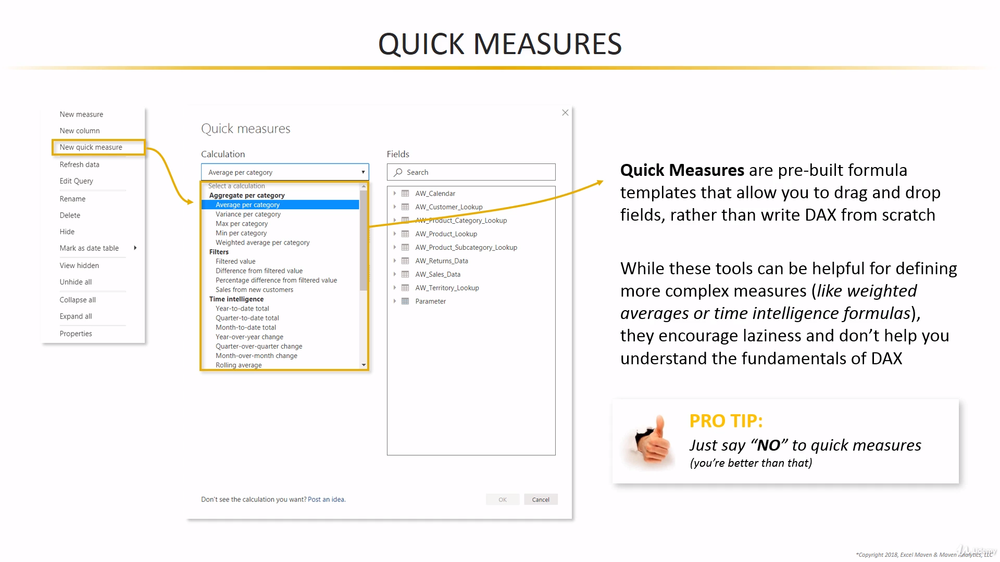 QUICK MEASURES
New measure
New column
New quick measure
Refresh data
Edit Query
Rename
Delete
Hide
Mark as date table
View hidden
Unhide all
Collapse all
Expand all
Properties
Quick measures
Calculation
Average per category
Select a calculation
Aggregate per category
Average per category
Variance per category
Max per category
Min per category
Weighted average per category
Filters
Filtered value
Difference from filtered value
Percentage difference from filtered value
Sales from new customers
Time intelligence
Year-to-date total
Quarter-to-date total
Month-to-date total
Year-over-year change
Quarter-over-quarter change
Month-over-month change
Rolling average
Fields
Search
AW_Calendar
AW_Customer_Lookup
AW_Product_Category_Lookup
AW_Product_Lookup
AW_Product_Subcategory_Lookup
AW_Returns_Data
AW_Sales_Data
AW_Territory_Lookup
Parameter
Don't see the calculation you want? Post an idea.
OK
Cancel
Quick Measures are pre-built formula
templates that allow you to drag and drop
fields, rather than write DAX from scratch
While these tools can be helpful for defining
more complex measures (like weighted
averages or time intelligence formulas),
they encourage laziness and don’t help you
understand the fundamentals of DAX
PRO TIP:
Just say “NO” to quick measures
(you’re better than that)
*Copyright 2018, Excel Maven & Maven Analytics, LLC
Udemy